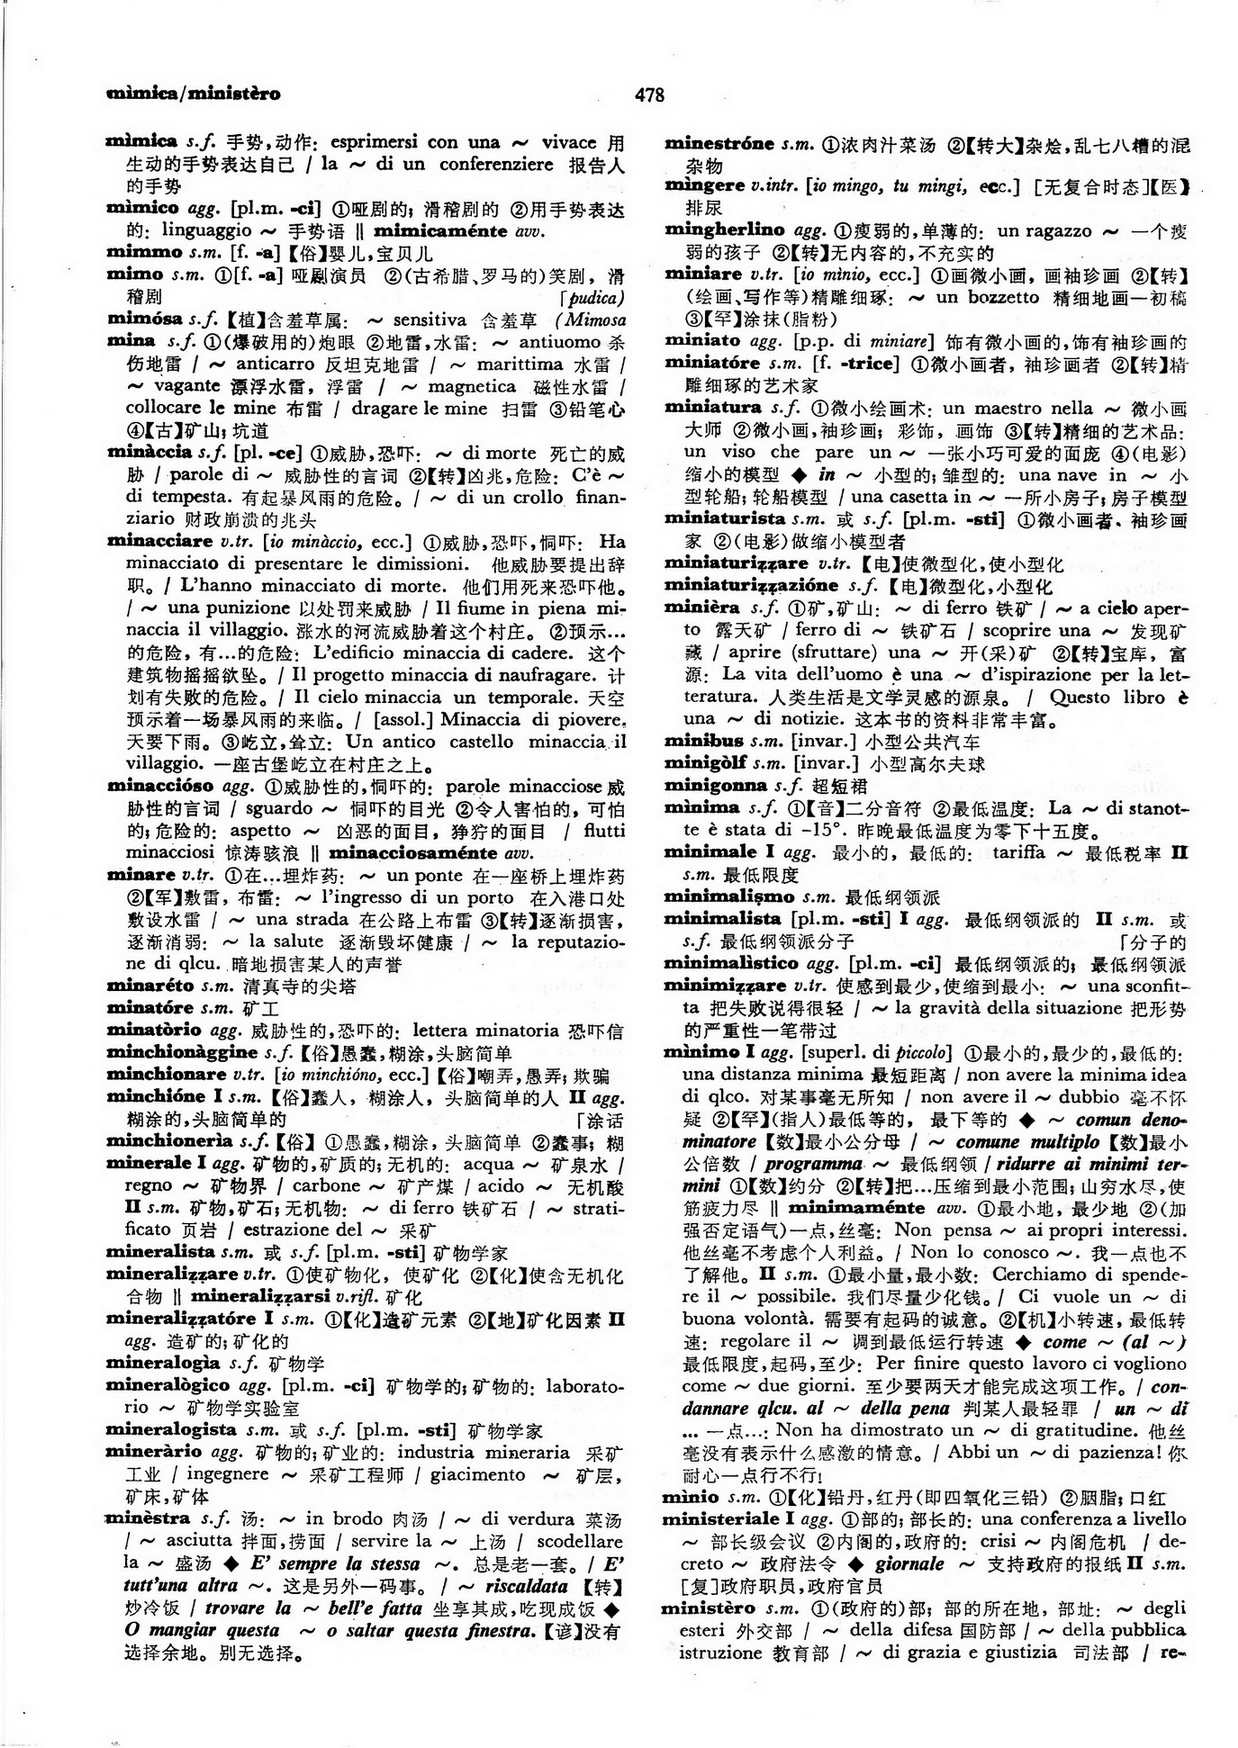 mìmica/ministèro
478
mìmica s.f. 手势,动作: esprimersi con una ～ vivace 用
生动的手势表达自己 / la ～ di un conferenziere 报告人
的手势
mìmico agg. [pl.m. -ci] ①哑剧的; 滑稽剧的 ②用手势表达
的: linguaggio ～ 手势语 ‖ mimicaménte avv.
mimmo s.m. [f. -a]【俗】婴儿,宝贝儿
mimo s.m. ①[f. -a] 哑剧演员 ②(古希腊、罗马的)笑剧, 滑
稽剧 「pudica)
mimósa s.f.【植】含羞草属: ～ sensitiva 含羞草 (Mimosa
mina s.f. ①(爆破用的)炮眼 ②地雷,水雷: ～ antiuomo 杀
伤地雷 / ～ anticarro 反坦克地雷 / ～ marittima 水雷 /
～ vagante 漂浮水雷, 浮雷 / ～ magnetica 磁性水雷 /
collocare le mine 布雷 / dragare le mine 扫雷 ③铅笔心
④【古】矿山; 坑道
minàccia s.f. [pl. -ce] ①威胁,恐吓: ～ di morte 死亡的威
胁 / parole di ～ 威胁性的言词 ②【转】凶兆,危险: C'è ～
di tempesta. 有起暴风雨的危险。/ ～ di un crollo finan-
ziario 财政崩溃的兆头
minacciare v.tr. [io minàccio, ecc.] ①威胁,恐吓,恫吓: Ha
minacciato di presentare le dimissioni. 他威胁要提出辞
职。/ L'hanno minacciato di morte. 他们用死来恐吓他。
/ ～ una punizione 以处罚来威胁 / Il fiume in piena mi-
naccia il villaggio. 涨水的河流威胁着这个村庄。②预示…
的危险, 有…的危险: L'edificio minaccia di cadere. 这个
建筑物摇摇欲坠。/ Il progetto minaccia di naufragare. 计
划有失败的危险。/ Il cielo minaccia un temporale. 天空
预示着一场暴风雨的来临。/ [assol.] Minaccia di piovere.
天要下雨。③屹立,耸立: Un antico castello minaccia il
villaggio. 一座古堡屹立在村庄之上。
minaccióso agg. ①威胁性的,恫吓的: parole minacciose 威
胁性的言词 / sguardo ～ 恫吓的目光 ②令人害怕的, 可怕
的; 危险的: aspetto ～ 凶恶的面目, 狰狞的面目 / flutti
minacciosi 惊涛骇浪 ‖ minacciosaménte avv.
minare v.tr. ①在…埋炸药: ～ un ponte 在一座桥上埋炸药
②【军】敷雷, 布雷: ～ l'ingresso di un porto 在入港口处
敷设水雷 / ～ una strada 在公路上布雷 ③【转】逐渐损害,
逐渐消弱: ～ la salute 逐渐毁坏健康 / ～ la reputazio-
ne di qlcu. 暗地损害某人的声誉
minaréto s.m. 清真寺的尖塔
minatóre s.m. 矿工
minatòrio agg. 威胁性的,恐吓的: lettera minatoria 恐吓信
minchionàggine s.f.【俗】愚蠢,糊涂,头脑简单
minchionare v.tr. [io minchióno, ecc.]【俗】嘲弄,愚弄; 欺骗
minchióne I s.m.【俗】蠢人, 糊涂人, 头脑简单的人 II agg.
糊涂的,头脑简单的 「涂话
minchionerìa s.f.【俗】①愚蠢,糊涂, 头脑简单 ②蠢事; 糊
minerale I agg. 矿物的,矿质的; 无机的: acqua ～ 矿泉水 /
regno ～ 矿物界 / carbone ～ 矿产煤 / acido ～ 无机酸
II s.m. 矿物,矿石; 无机物: ～ di ferro 铁矿石 / ～ strati-
ficato 页岩 / estrazione del ～ 采矿
mineralista s.m. 或 s.f. [pl.m. -sti] 矿物学家
mineralizzare v.tr. ①使矿物化, 使矿化 ②【化】使含无机化
合物 ‖ mineralizzarsi v.rifl. 矿化
mineralizzatóre I s.m. ①【化】造矿元素 ②【地】矿化因素 II
agg. 造矿的; 矿化的
mineralogìa s.f. 矿物学
mineralògico agg. [pl.m. -ci] 矿物学的; 矿物的: laborato-
rio ～ 矿物学实验室
mineralogista s.m. 或 s.f. [pl.m. -sti] 矿物学家
mineràrio agg. 矿物的; 矿业的: industria mineraria 采矿
工业 / ingegnere ～ 采矿工程师 / giacimento ～ 矿层,
矿床,矿体
minèstra s.f. 汤: ～ in brodo 肉汤 / ～ di verdura 菜汤
/ ～ asciutta 拌面,捞面 / servire la ～ 上汤 / scodellare
la ～ 盛汤 ◆ E' sempre la stessa ～. 总是老一套。/ E'
tutt'una altra ～. 这是另外一码事。/ ～ riscaldata【转】
炒冷饭 / trovare la ～ bell'e fatta 坐享其成,吃现成饭 ◆
O mangiar questa ～ o saltar questa finestra.【谚】没有
选择余地。别无选择。
minestróne s.m. ①浓肉汁菜汤 ②【转大】杂烩,乱七八糟的混
杂物
mìngere v.intr. [io mingo, tu mingi, ecc.] [无复合时态]【医】
排尿
mingherlino agg. ①瘦弱的,单薄的: un ragazzo ～ 一个瘦
弱的孩子 ②【转】无内容的,不充实的
miniare v.tr. [io mìnio, ecc.] ①画微小画, 画袖珍画 ②【转】
(绘画、写作等)精雕细琢: ～ un bozzetto 精细地画一初稿
③【罕】涂抹(脂粉)
miniato agg. [p.p. di miniare] 饰有微小画的,饰有袖珍画的
miniatóre s.m. [f. -trice] ①微小画者, 袖珍画者 ②【转】精
雕细琢的艺术家
miniatura s.f. ①微小绘画术: un maestro nella ～ 微小画
大师 ②微小画,袖珍画; 彩饰, 画饰 ③【转】精细的艺术品:
un viso che pare un ～ 一张小巧可爱的面庞 ④(电影)
缩小的模型 ◆ in ～ 小型的; 雏型的: una nave in ～ 小
型轮船; 轮船模型 / una casetta in ～ 一所小房子; 房子模型
miniaturista s.m. 或 s.f. [pl.m. -sti] ①微小画者、袖珍画
家 ②(电影)做缩小模型者
miniaturizzare v.tr.【电】使微型化,使小型化
miniaturizzazióne s.f.【电】微型化,小型化
minièra s.f. ①矿,矿山: ～ di ferro 铁矿 / ～ a cielo aper-
to 露天矿 / ferro di ～ 铁矿石 / scoprire una ～ 发现矿
藏 / aprire (sfruttare) una ～ 开(采)矿 ②【转】宝库, 富
源: La vita dell'uomo è una ～ d'ispirazione per la let-
teratura. 人类生活是文学灵感的源泉。 / Questo libro è
una ～ di notizie. 这本书的资料非常丰富。
minibus s.m. [invar.] 小型公共汽车
minigòlf s.m. [invar.] 小型高尔夫球
minigonna s.f. 超短裙
mìnima s.f. ①【音】二分音符 ②最低温度: La ～ di stanot-
te è stata di -15°. 昨晚最低温度为零下十五度。
minimale I agg. 最小的, 最低的: tariffa ～ 最低税率 II
s.m. 最低限度
minimalismo s.m. 最低纲领派
minimalista [pl.m. -sti] I agg. 最低纲领派的 II s.m. 或
s.f. 最低纲领派分子 「分子的
minimalìstico agg. [pl.m. -ci] 最低纲领派的; 最低纲领派
minimizzare v.tr. 使感到最少,使缩到最小: ～ una sconfit-
ta 把失败说得很轻 / ～ la gravità della situazione 把形势
的严重性一笔带过
mìnimo I agg. [superl. di piccolo] ①最小的,最少的,最低的:
una distanza minima 最短距离 / non avere la minima idea
di qlco. 对某事毫无所知 / non avere il ～ dubbio 毫不怀
疑 ②【罕】(指人)最低等的, 最下等的 ◆ ～ comun deno-
minatore【数】最小公分母 / ～ comune multiplo【数】最小
公倍数 / programma ～ 最低纲领 / ridurre ai minimi ter-
mini ①【数】约分 ②【转】把…压缩到最小范围; 山穷水尽,使
筋疲力尽 ‖ minimaménte avv. ①最小地, 最少地 ②(加
强否定语气)一点,丝毫: Non pensa ～ ai propri interessi.
他丝毫不考虑个人利益。/ Non lo conosco ～. 我一点也不
了解他。II s.m. ①最小量,最小数: Cerchiamo di spende-
re il ～ possibile. 我们尽量少化钱。/ Ci vuole un ～ di
buona volontà. 需要有起码的诚意。②【机】小转速, 最低转
速: regolare il ～ 调到最低运行转速 ◆ come ～ (al ～)
最低限度,起码,至少: Per finire questo lavoro ci vogliono
come ～ due giorni. 至少要两天才能完成这项工作。/ con-
dannare qlcu. al ～ della pena 判某人最轻罪 / un ～ di
… 一点…: Non ha dimostrato un ～ di gratitudine. 他丝
毫没有表示什么感激的情意。/ Abbi un ～ di pazienza! 你
耐心一点行不行!
mìnio s.m. ①【化】铅丹,红丹(即四氧化三铅) ②胭脂; 口红
ministeriale I agg. ①部的; 部长的: una conferenza a livello
～ 部长级会议 ②内阁的,政府的: crisi ～ 内阁危机 / de-
creto ～ 政府法令 ◆ giornale ～ 支持政府的报纸 II s.m.
[复]政府职员,政府官员
ministèro s.m. ①(政府的)部; 部的所在地, 部址: ～ degli
esteri 外交部 / ～ della difesa 国防部 / ～ della pubblica
istruzione 教育部 / ～ di grazia e giustizia 司法部 / re-